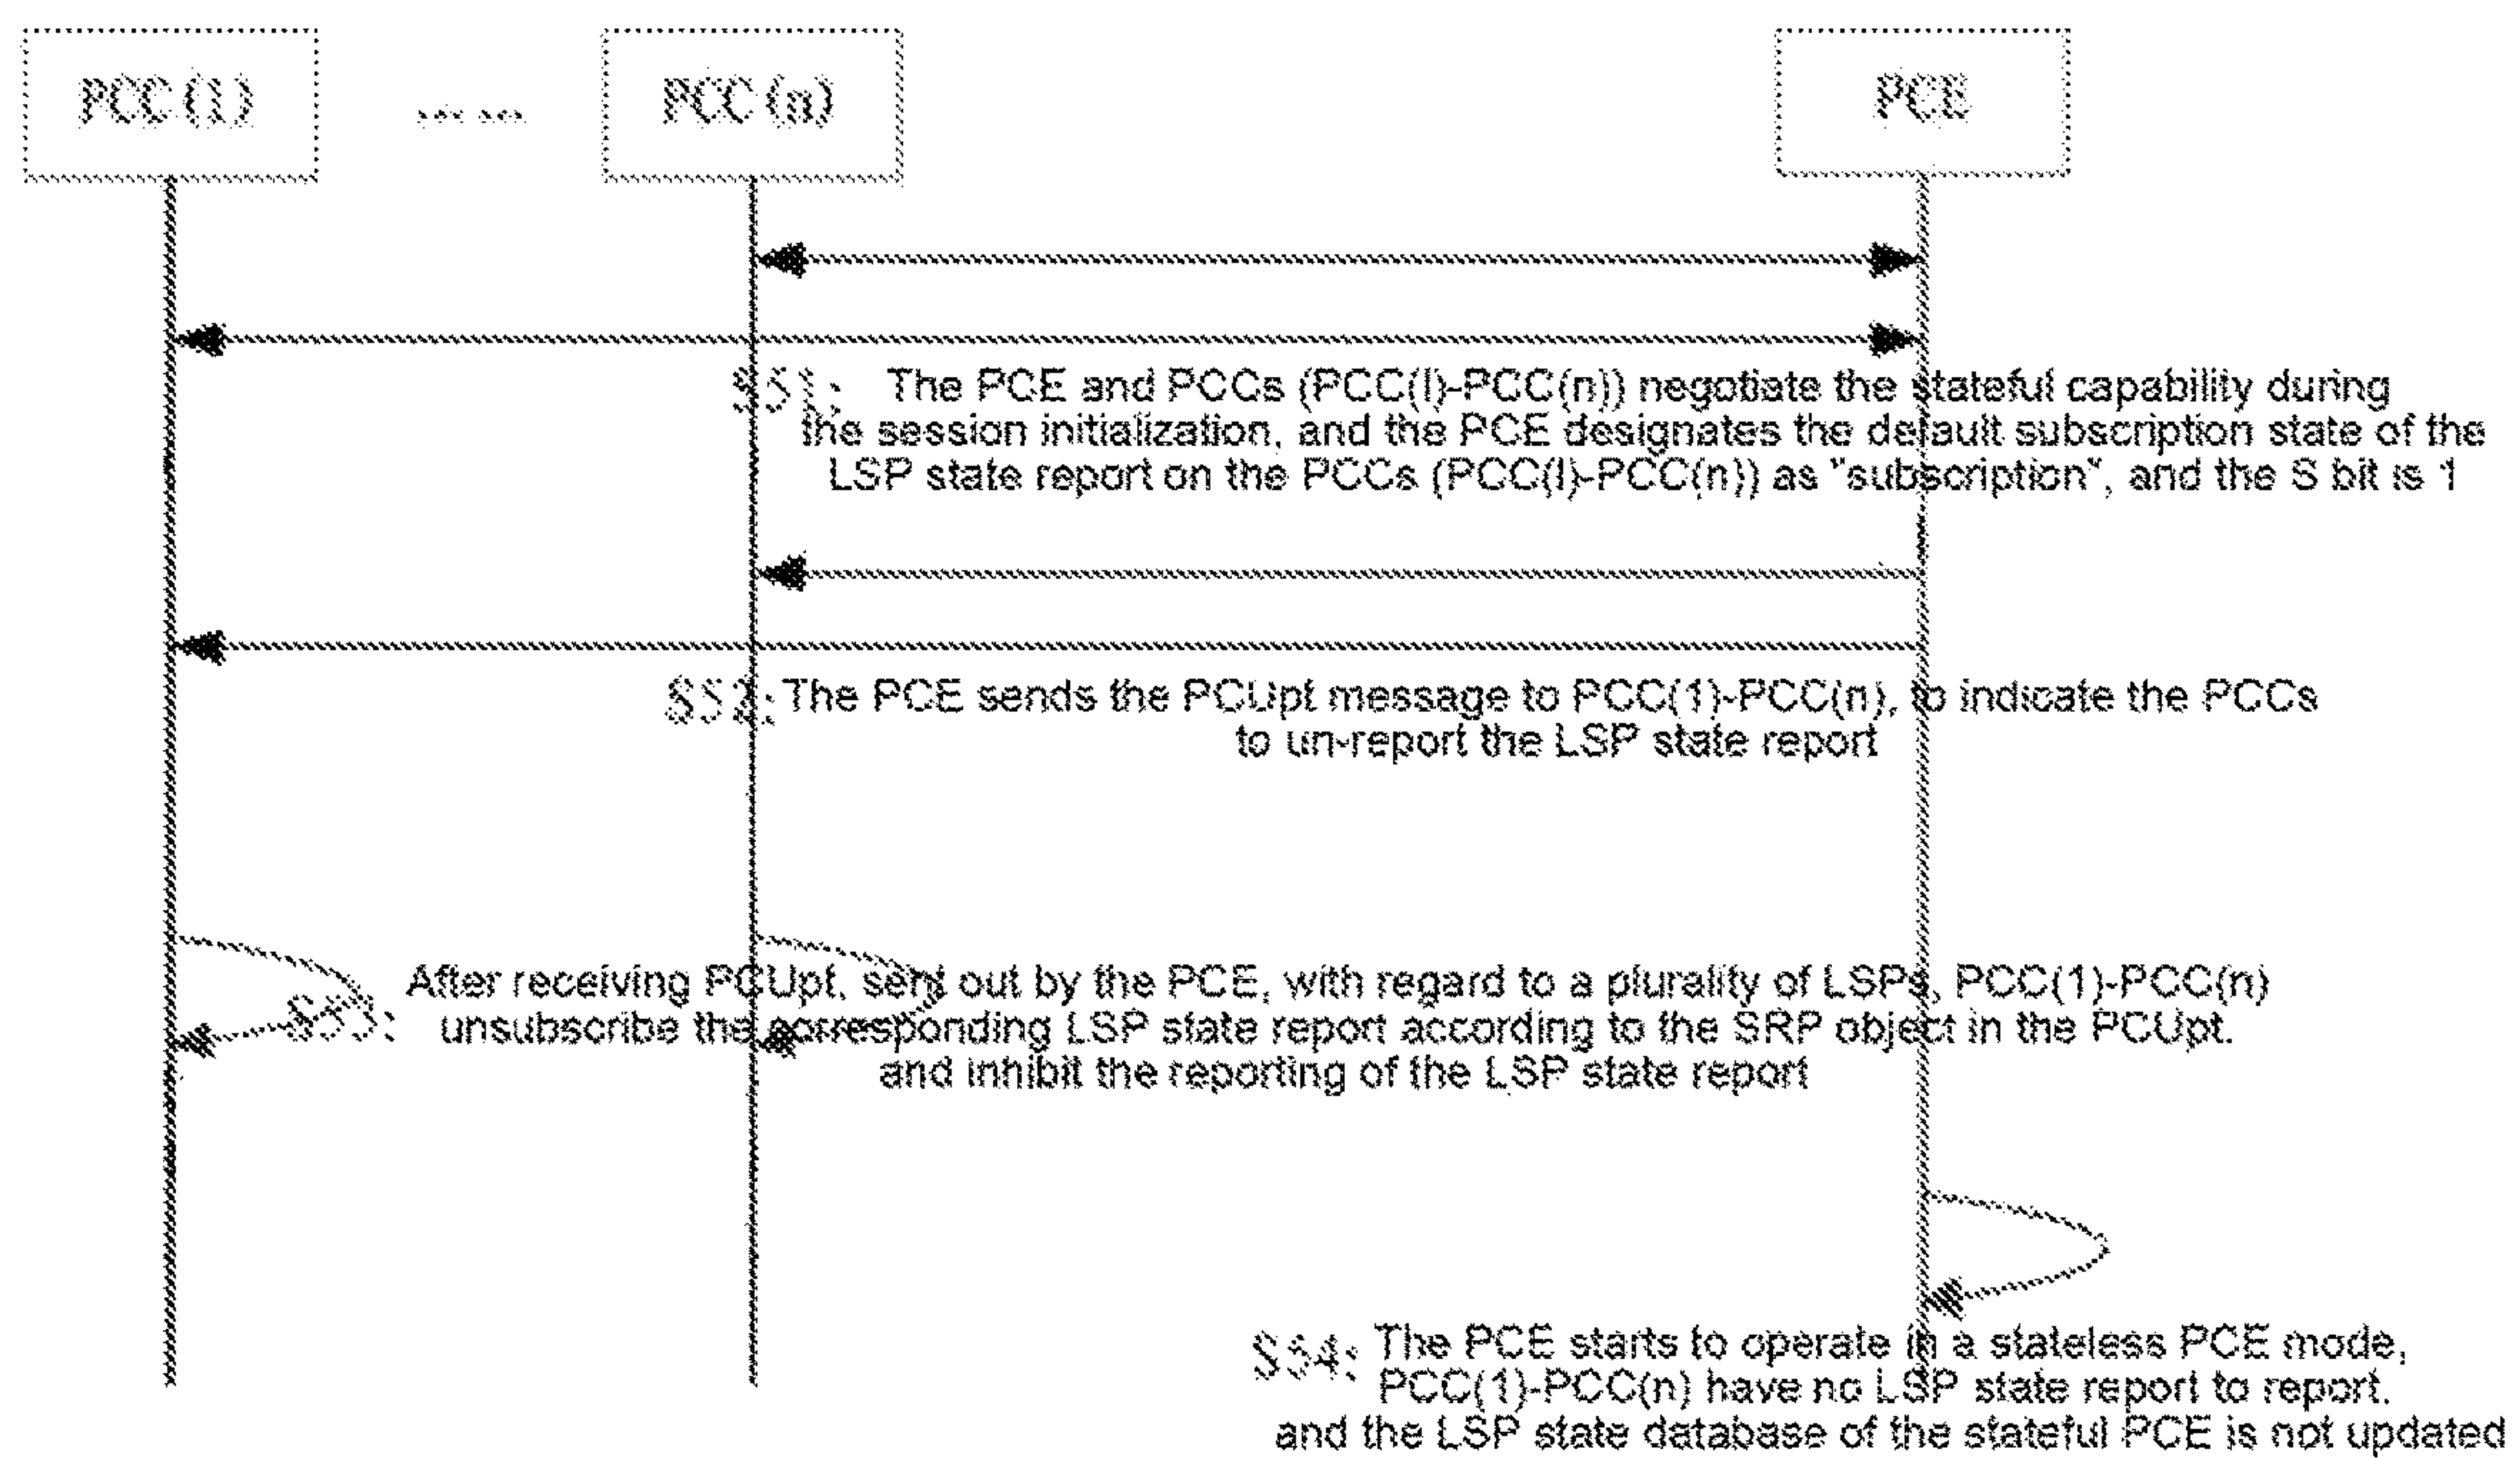 PCC(1)
......
PCC(n)
PCE
S51: The PCE and PCCs (PCC(l)-PCC(n)) negotiate the stateful capability during
the session initialization, and the PCE designates the default subscription state of the
LSP state report on the PCCs (PCC(l)-PCC(n)) as "subscription", and the S bit is 1
S52: The PCE sends the PCUpt message to PCC(1)-PCC(n), to indicate the PCCs
to un-report the LSP state report
After receiving PCUpt, sent out by the PCE, with regard to a plurality of LSPs, PCC(1)-PCC(n)
S53: unsubscribe the corresponding LSP state report according to the SRP object in the PCUpt.
and inhibit the reporting of the LSP state report
S54: The PCE starts to operate in a stateless PCE mode,
PCC(1)-PCC(n) have no LSP state report to report.
and the LSP state database of the stateful PCE is not updated